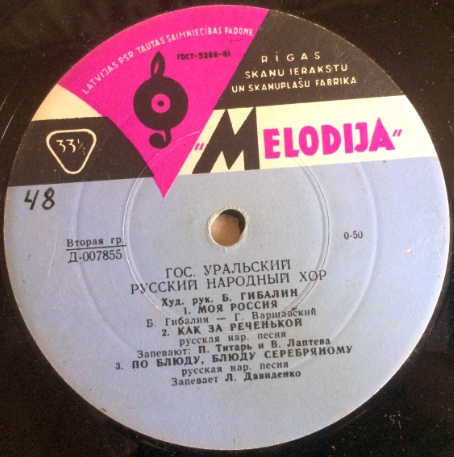 LATVIJAS PSR TAUTAS SAIMNIECĪBAS PADOME
ГОСТ-5289-61
RĪGAS
SKAŅU IERAKSTU
UN SKAŅUPLAŠU FABRIKA
33⅓
"MELODIJA"
48
Вторая гр.
Д-007855
0-50
ГОС. УРАЛЬСКИЙ
РУССКИЙ НАРОДНЫЙ ХОР
Худ. рук. Б. ГИБАЛИН
1. МОЯ РОССИЯ
Б. Гибалин — Г. Варшавский
2. КАК ЗА РЕЧЕНЬКОЙ
русская нар. песня
Запевают: П. Титарь и В. Лаптева
3. ПО БЛЮДУ, БЛЮДУ СЕРЕБРЯНОМУ
русская нар. песня
Запевает Л. Давиденко